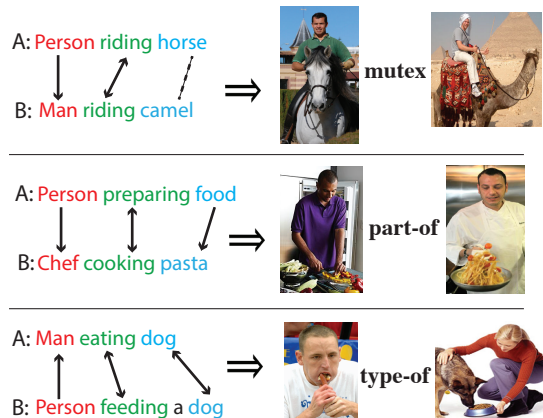 A: Person riding horse
B: Man riding camel
mutex
A: Person preparing food
B: Chef cooking pasta
part-of
A: Man eating dog
B: Person feeding a dog
type-of